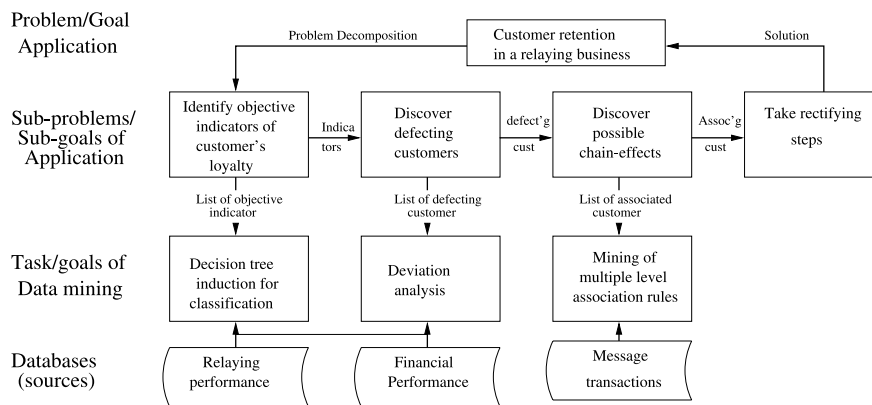 Problem/Goal
Application
Problem Decomposition
Customer retention
in a relaying business
Solution
Sub-problems/
Sub-goals of
Application
Identify objective
indicators of
customer's
loyalty
Indica
tors
Discover
defecting
customers
defect'g
cust
Discover
possible
chain-effects
Assoc'g
cust
Take rectifying
steps
List of objective
indicator
List of defecting
customer
List of associated
customer
Task/goals of
Data mining
Decision tree
induction for
classification
Deviation
analysis
Mining of
multiple level
association rules
Databases
(sources)
Relaying
performance
Financial
Performance
Message
transactions